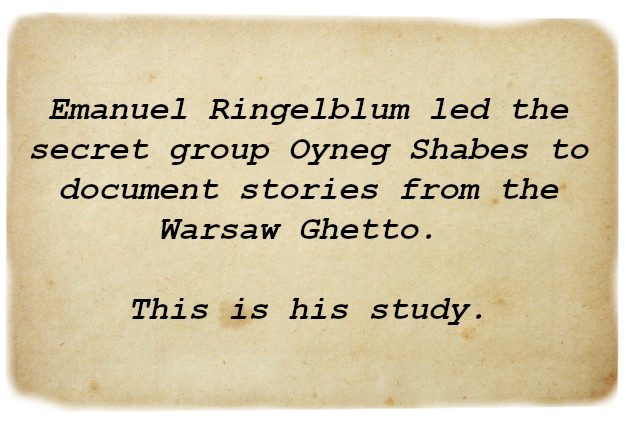 Emanuel Ringelblum led the
secret group Oyneg Shabes to
document stories from the
Warsaw Ghetto.
This is his study.